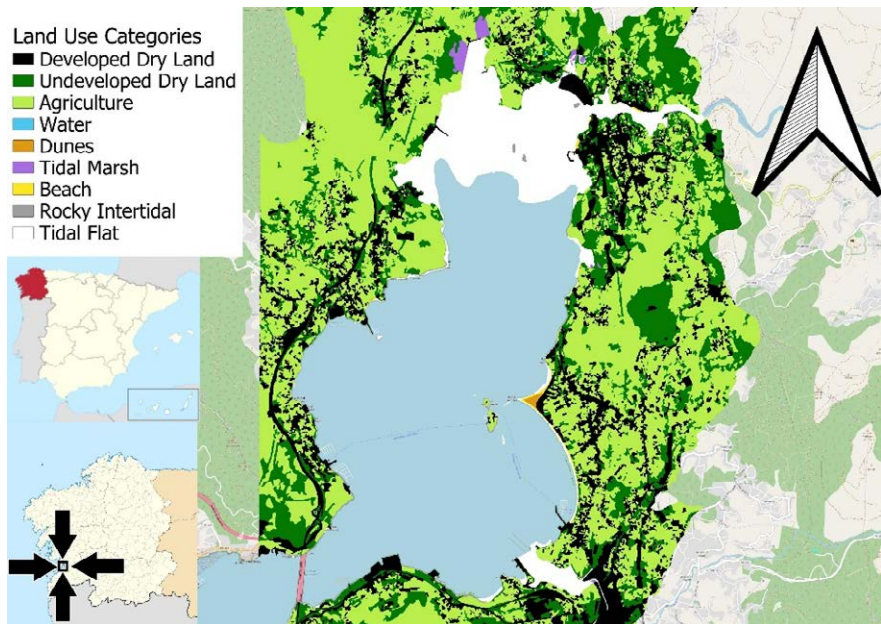 Land Use Categories
Developed Dry Land
Undeveloped Dry Land
Agriculture
Water
Dunes
Tidal Marsh
Beach
Rocky Intertidal
Tidal Flat